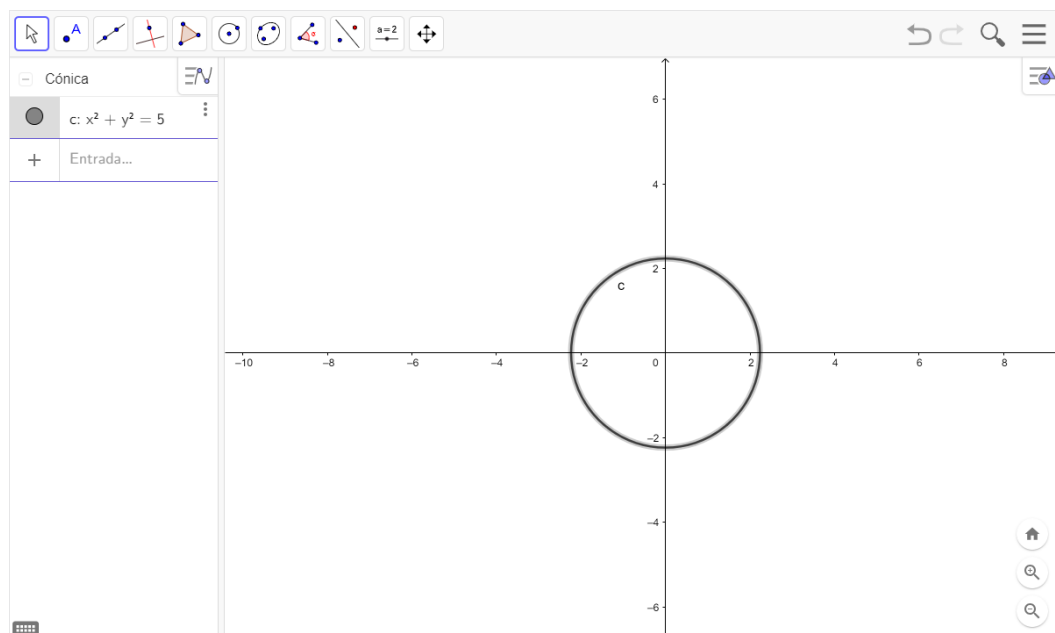 A
α
a=2
Cónica
c: x² + y² = 5
Entrada...
6
4
2
c
–10 –8 –6 –4 –2 0 2 4 6 8
–2
–4
–6